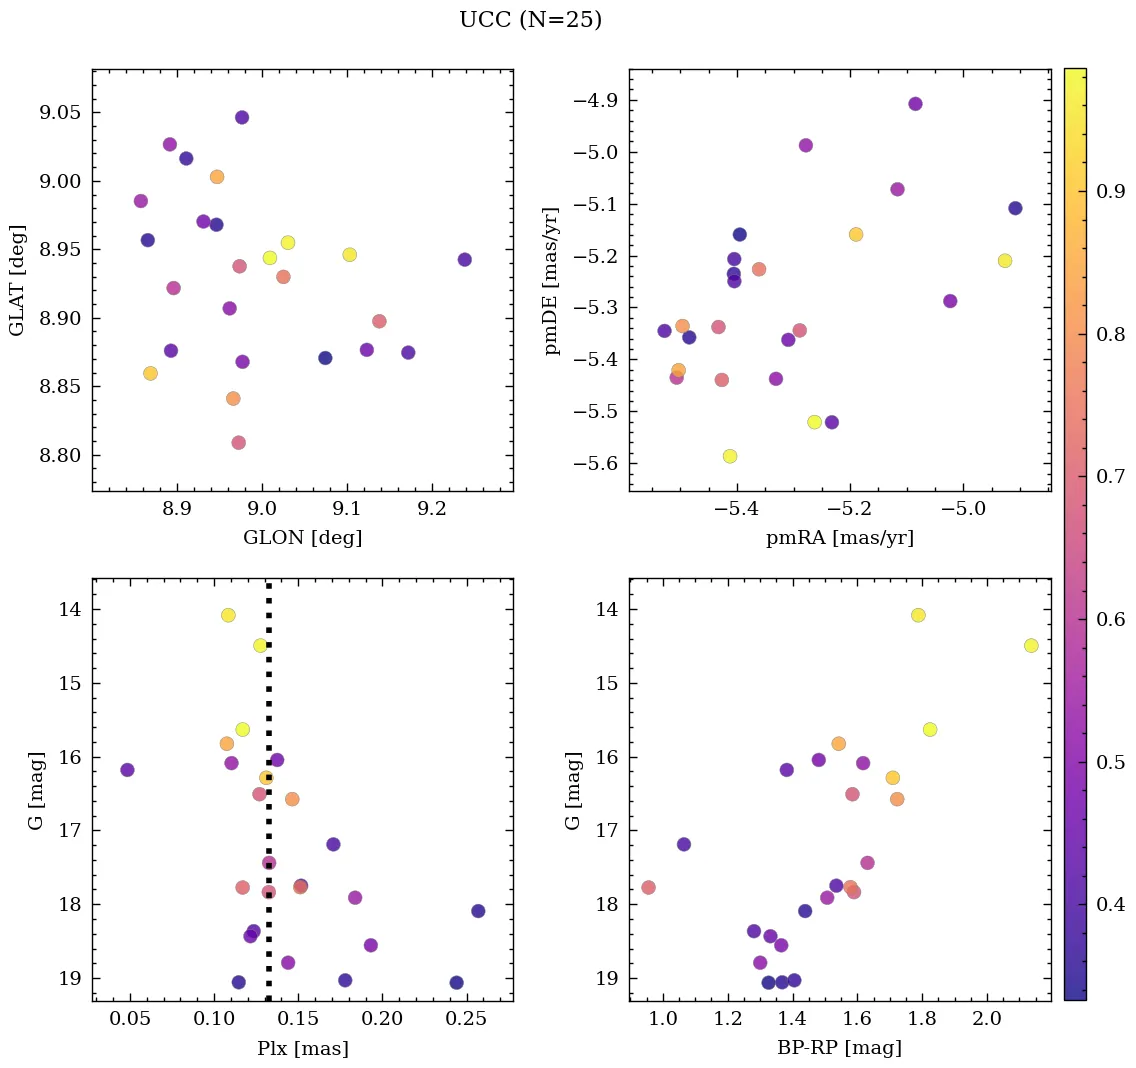 UCC (N=25)
9.05
9.00
8.95
8.90
8.85
8.80
GLAT [deg]
8.9 9.0 9.1 9.2
GLON [deg]
−4.9
−5.0
−5.1
−5.2
−5.3
−5.4
−5.5
−5.6
pmDE [mas/yr]
−5.4 −5.2 −5.0
pmRA [mas/yr]
14
15
16
17
18
19
G [mag]
0.05 0.10 0.15 0.20 0.25
Plx [mas]
14
15
16
17
18
19
G [mag]
1.0 1.2 1.4 1.6 1.8 2.0
BP-RP [mag]
0.9
0.8
0.7
0.6
0.5
0.4